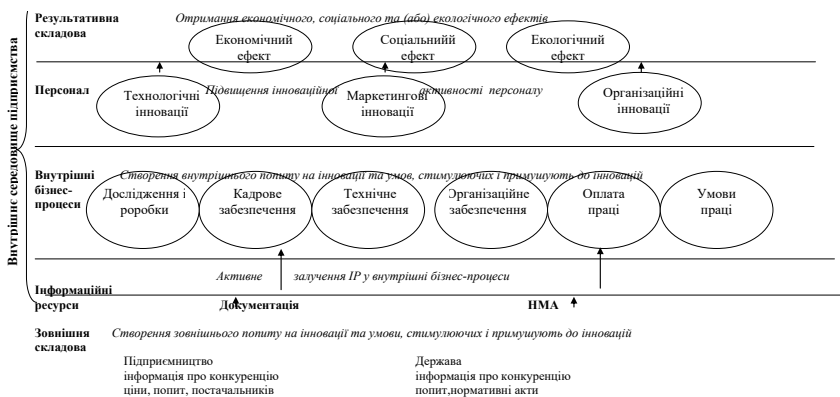 Внутрішнє середовище підприємства
Результативна
складова
Отримання економічного, соціального та (або) екологічного ефектів
Економічний
ефект
Соціальнийй
ефект
Екологічний
ефект
Персонал
Підвищення інноваційної активності персоналу
Технологічні
інновації
Маркетингові
інновації
Організаційні
інновації
Внутрішні
бізнес-
процеси
Створення внутрішнього попиту на інновації та умов, стимулюючих і примушують до інновацій
Дослідження і
роробки
Кадрове
забезпечення
Технічне
забезпечення
Організаційне
забезпечення
Оплата
праці
Умови
праці
Активне залучення ІР у внутрішні бізнес-процеси
Інформаційні
ресурси
Документація
НМА
Зовнішня
складова
Створення зовнішнього попиту на інновації та умови, стимулюючих і примушують до інновацій
Підприємництво
інформація про конкуренцію
ціни, попит, постачальників
Держава
інформація про конкуренцію
попит,нормативні акти